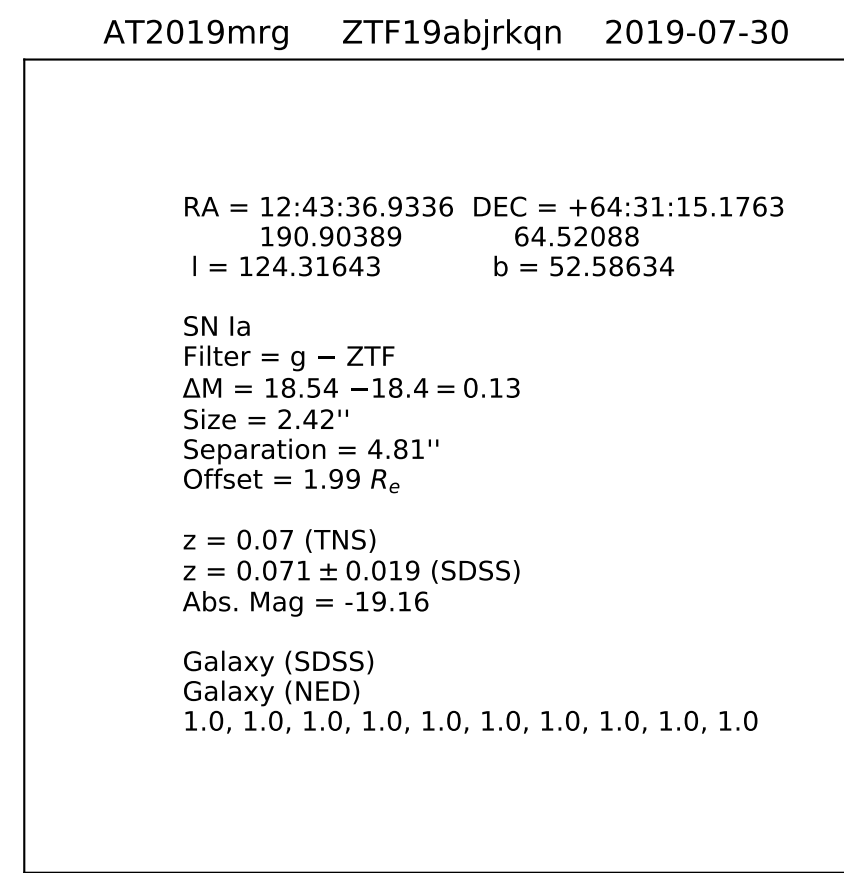 AT2019mrg ZTF19abjrkqn 2019-07-30
RA = 12:43:36.9336 DEC = +64:31:15.1763
190.90389 64.52088
l = 124.31643 b = 52.58634
SN Ia
Filter = g − ZTF
ΔM = 18.54 −18.4 = 0.13
Size = 2.42''
Separation = 4.81''
Offset = 1.99 Rₑ
z = 0.07 (TNS)
z = 0.071 ± 0.019 (SDSS)
Abs. Mag = -19.16
Galaxy (SDSS)
Galaxy (NED)
1.0, 1.0, 1.0, 1.0, 1.0, 1.0, 1.0, 1.0, 1.0, 1.0